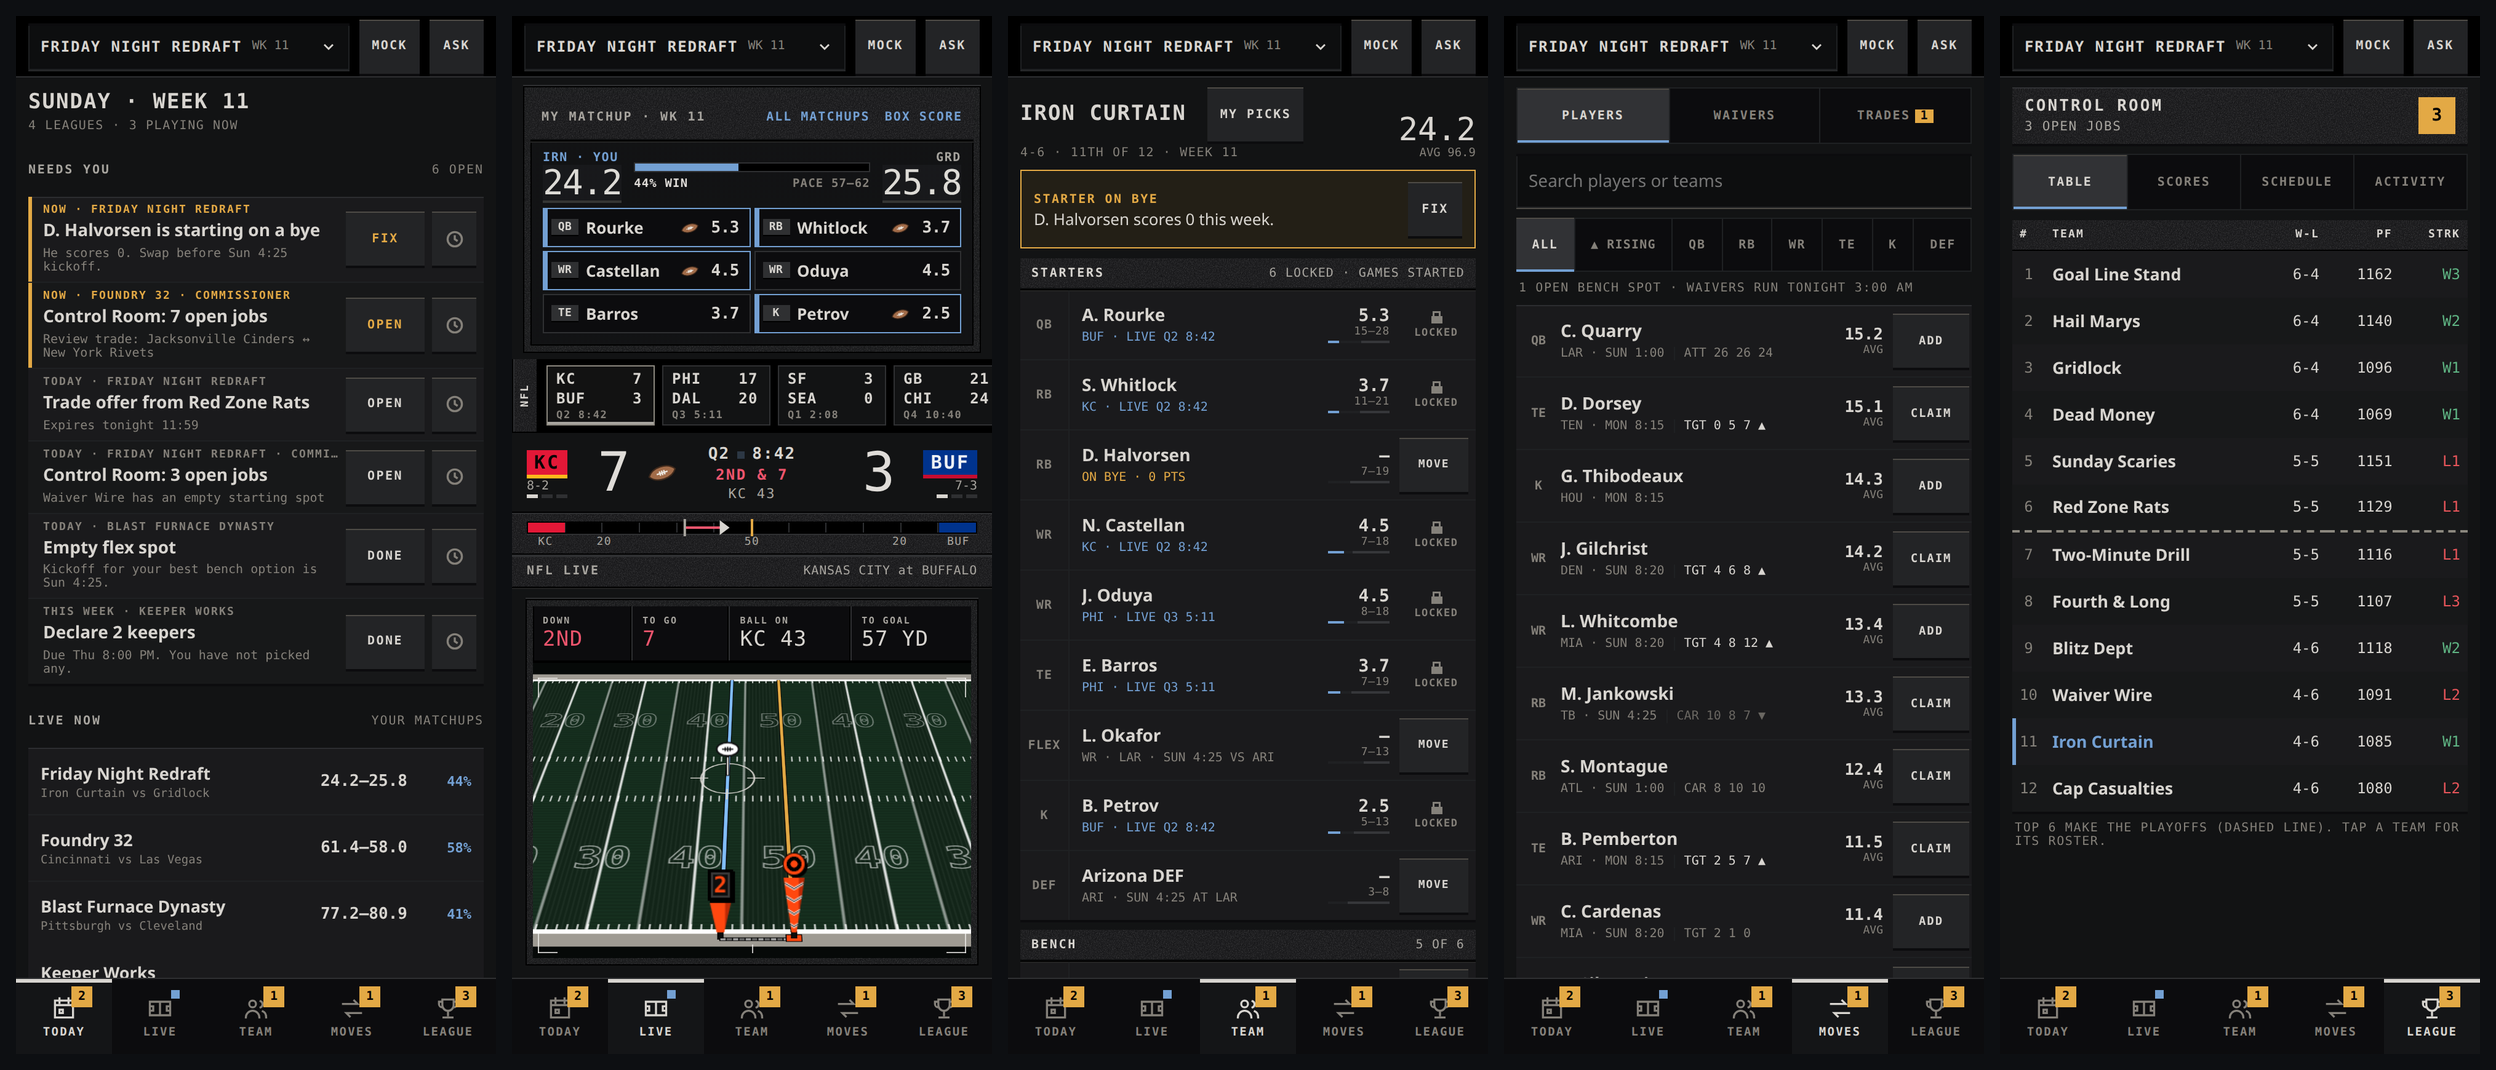 FRIDAY NIGHT REDRAFT WK 11
MOCK
ASK
SUNDAY · WEEK 11
4 LEAGUES · 3 PLAYING NOW
NEEDS YOU
6 OPEN
NOW · FRIDAY NIGHT REDRAFT
D. Halvorsen is starting on a bye
He scores 0. Swap before Sun 4:25
kickoff.
FIX
NOW · FOUNDRY 32 · COMMISSIONER
Control Room: 7 open jobs
Review trade: Jacksonville Cinders ↔
New York Rivets
OPEN
TODAY · FRIDAY NIGHT REDRAFT
Trade offer from Red Zone Rats
Expires tonight 11:59
OPEN
TODAY · FRIDAY NIGHT REDRAFT · COMMI…
Control Room: 3 open jobs
Waiver Wire has an empty starting spot
OPEN
TODAY · BLAST FURNACE DYNASTY
Empty flex spot
Kickoff for your best bench option is
Sun 4:25.
DONE
THIS WEEK · KEEPER WORKS
Declare 2 keepers
Due Thu 8:00 PM. You have not picked
any.
DONE
LIVE NOW
YOUR MATCHUPS
Friday Night Redraft
Iron Curtain vs Gridlock
24.2–25.8
44%
Foundry 32
Cincinnati vs Las Vegas
61.4–58.0
58%
Blast Furnace Dynasty
Pittsburgh vs Cleveland
77.2–80.9
41%
Keeper Works
2
1
1
3
TODAY
LIVE
TEAM
MOVES
LEAGUE
FRIDAY NIGHT REDRAFT WK 11
MOCK
ASK
MY MATCHUP · WK 11
ALL MATCHUPS
BOX SCORE
IRN · YOU
GRD
24.2
44% WIN
PACE 57–62
25.8
QB Rourke 5.3
RB Whitlock 3.7
WR Castellan 4.5
WR Oduya 4.5
TE Barros 3.7
K Petrov 2.5
NFL
KC 7
BUF 3
Q2 8:42
PHI 17
DAL 20
Q3 5:11
SF 3
SEA 0
Q1 2:08
GB 21
CHI 24
Q4 10:40
KC
8-2
7
Q2 8:42
2ND & 7
KC 43
3
BUF
7-3
KC 20 50 20 BUF
NFL LIVE
KANSAS CITY at BUFFALO
DOWN
2ND
TO GO
7
BALL ON
KC 43
TO GOAL
57 YD
20 30 40 50 40 30
30 40 50 40 3
2
2
1
1
3
TODAY
LIVE
TEAM
MOVES
LEAGUE
FRIDAY NIGHT REDRAFT WK 11
MOCK
ASK
IRON CURTAIN
MY PICKS
24.2
4-6 · 11TH OF 12 · WEEK 11
AVG 96.9
STARTER ON BYE
D. Halvorsen scores 0 this week.
FIX
STARTERS
6 LOCKED · GAMES STARTED
QB
A. Rourke
BUF · LIVE Q2 8:42
5.3
15–28
LOCKED
RB
S. Whitlock
KC · LIVE Q2 8:42
3.7
11–21
LOCKED
RB
D. Halvorsen
ON BYE · 0 PTS
—
7–19
MOVE
WR
N. Castellan
KC · LIVE Q2 8:42
4.5
7–18
LOCKED
WR
J. Oduya
PHI · LIVE Q3 5:11
4.5
8–18
LOCKED
TE
E. Barros
PHI · LIVE Q3 5:11
3.7
7–19
LOCKED
FLEX
L. Okafor
WR · LAR · SUN 4:25 VS ARI
—
7–13
MOVE
K
B. Petrov
BUF · LIVE Q2 8:42
2.5
5–13
LOCKED
DEF
Arizona DEF
ARI · SUN 4:25 AT LAR
—
3–8
MOVE
BENCH
5 OF 6
2
1
1
3
TODAY
LIVE
TEAM
MOVES
LEAGUE
FRIDAY NIGHT REDRAFT WK 11
MOCK
ASK
PLAYERS
WAIVERS
TRADES 1
Search players or teams
ALL
▲ RISING
QB
RB
WR
TE
K
DEF
1 OPEN BENCH SPOT · WAIVERS RUN TONIGHT 3:00 AM
QB
C. Quarry
LAR · SUN 1:00 ATT 26 26 24
15.2
AVG
ADD
TE
D. Dorsey
TEN · MON 8:15 TGT 0 5 7 ▲
15.1
AVG
CLAIM
K
G. Thibodeaux
HOU · MON 8:15
14.3
AVG
ADD
WR
J. Gilchrist
DEN · SUN 8:20 TGT 4 6 8 ▲
14.2
AVG
CLAIM
WR
L. Whitcombe
MIA · SUN 8:20 TGT 4 8 12 ▲
13.4
AVG
ADD
RB
M. Jankowski
TB · SUN 4:25 CAR 10 8 7 ▼
13.3
AVG
CLAIM
RB
S. Montague
ATL · SUN 1:00 CAR 8 10 10
12.4
AVG
CLAIM
TE
B. Pemberton
ARI · MON 8:15 TGT 2 5 7 ▲
11.5
AVG
CLAIM
WR
C. Cardenas
MIA · SUN 8:20 TGT 2 1 0
11.4
AVG
ADD
2
1
1
3
TODAY
LIVE
TEAM
MOVES
LEAGUE
FRIDAY NIGHT REDRAFT WK 11
MOCK
ASK
CONTROL ROOM
3 OPEN JOBS
3
TABLE
SCORES
SCHEDULE
ACTIVITY
# TEAM W-L PF STRK
1 Goal Line Stand 6-4 1162 W3
2 Hail Marys 6-4 1140 W2
3 Gridlock 6-4 1096 W1
4 Dead Money 6-4 1069 W1
5 Sunday Scaries 5-5 1151 L1
6 Red Zone Rats 5-5 1129 L1
7 Two-Minute Drill 5-5 1116 L1
8 Fourth & Long 5-5 1107 L3
9 Blitz Dept 4-6 1118 W2
10 Waiver Wire 4-6 1091 L2
11 Iron Curtain 4-6 1085 W1
12 Cap Casualties 4-6 1080 L2
TOP 6 MAKE THE PLAYOFFS (DASHED LINE). TAP A TEAM FOR
ITS ROSTER.
2
1
1
3
TODAY
LIVE
TEAM
MOVES
LEAGUE